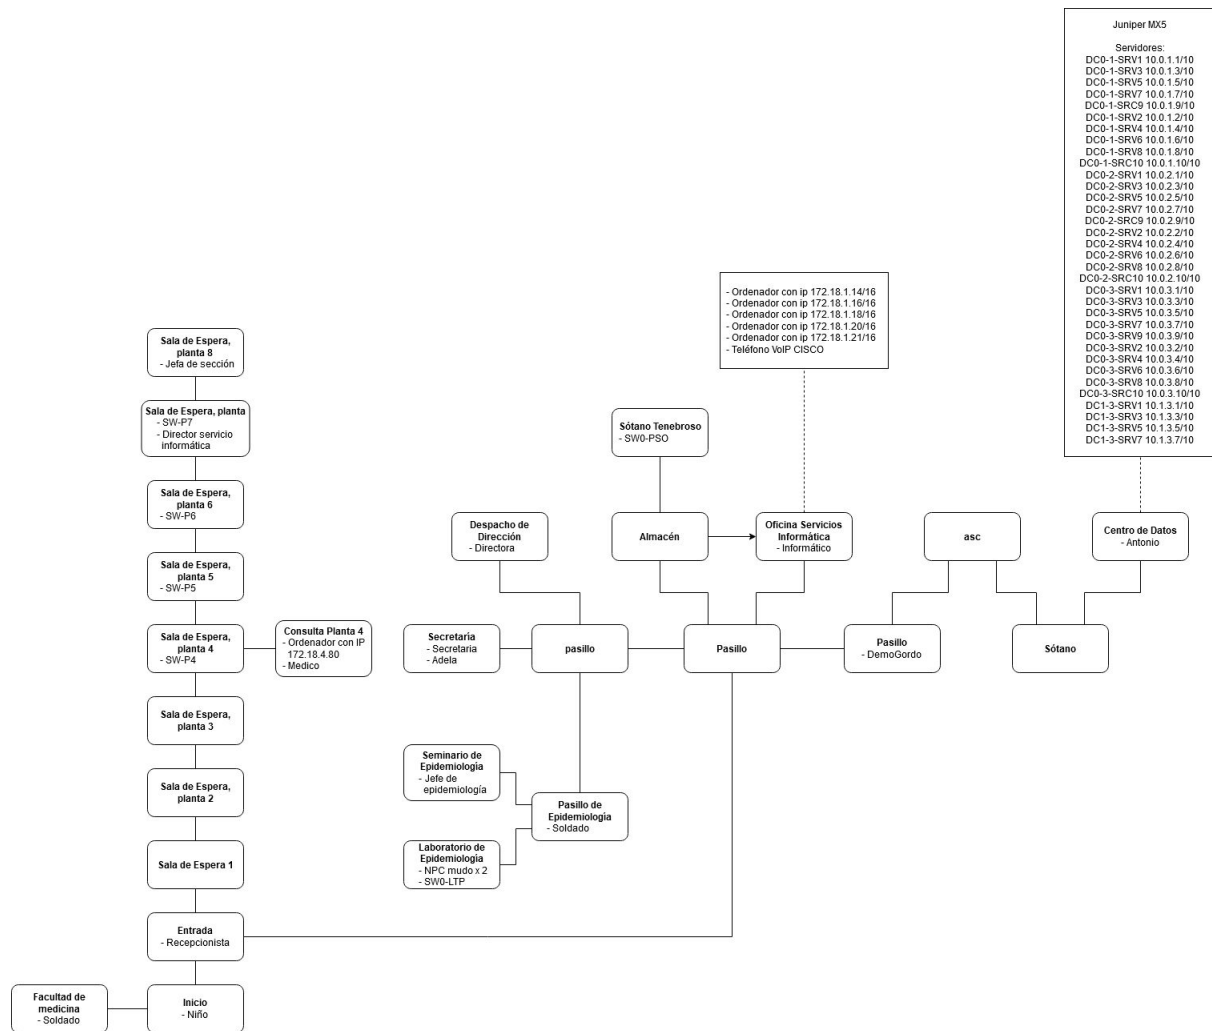 Juniper MX5
Servidores:
DC0-1-SRV1 10.0.1.1/10
DC0-1-SRV3 10.0.1.3/10
DC0-1-SRV5 10.0.1.5/10
DC0-1-SRV7 10.0.1.7/10
DC0-1-SRC9 10.0.1.9/10
DC0-1-SRV2 10.0.1.2/10
DC0-1-SRV4 10.0.1.4/10
DC0-1-SRV6 10.0.1.6/10
DC0-1-SRV8 10.0.1.8/10
DC0-1-SRC10 10.0.1.10/10
DC0-2-SRV1 10.0.2.1/10
DC0-2-SRV3 10.0.2.3/10
DC0-2-SRV5 10.0.2.5/10
DC0-2-SRV7 10.0.2.7/10
DC0-2-SRC9 10.0.2.9/10
DC0-2-SRV2 10.0.2.2/10
DC0-2-SRV4 10.0.2.4/10
DC0-2-SRV6 10.0.2.6/10
DC0-2-SRV8 10.0.2.8/10
DC0-2-SRC10 10.0.2.10/10
DC0-3-SRV1 10.0.3.1/10
DC0-3-SRV3 10.0.3.3/10
DC0-3-SRV5 10.0.3.5/10
DC0-3-SRV7 10.0.3.7/10
DC0-3-SRV9 10.0.3.9/10
DC0-3-SRV2 10.0.3.2/10
DC0-3-SRV4 10.0.3.4/10
DC0-3-SRV6 10.0.3.6/10
DC0-3-SRV8 10.0.3.8/10
DC0-3-SRC10 10.0.3.10/10
DC1-3-SRV1 10.1.3.1/10
DC1-3-SRV3 10.1.3.3/10
DC1-3-SRV5 10.1.3.5/10
DC1-3-SRV7 10.1.3.7/10
- Ordenador con ip 172.18.1.14/16
- Ordenador con ip 172.18.1.16/16
- Ordenador con ip 172.18.1.18/16
- Ordenador con ip 172.18.1.20/16
- Ordenador con ip 172.18.1.21/16
- Teléfono VoIP CISCO
Sala de Espera,
planta 8
- Jefa de sección
Sala de Espera, planta
- SW-P7
- Director servicio
informática
Sótano Tenebroso
- SW0-PSO
Sala de Espera,
planta 6
- SW-P6
Despacho de
Dirección
- Directora
Almacén
Oficina Servicios
Informática
- Informático
asc
Centro de Datos
- Antonio
Sala de Espera,
planta 5
- SW-P5
Sala de Espera,
planta 4
- SW-P4
Consulta Planta 4
- Ordenador con IP
172.18.4.80
- Medico
Secretaria
- Secretaria
- Adela
pasillo
Pasillo
Pasillo
- DemoGordo
Sótano
Sala de Espera,
planta 3
Seminario de
Epidemiologìa
- Jefe de
epidemiología
Sala de Espera,
planta 2
Pasillo de
Epidemiologìa
- Soldado
Sala de Espera 1
Laboratorio de
Epidemiologìa
- NPC mudo x 2
- SW0-LTP
Entrada
- Recepcionista
Facultad de
medicina
- Soldado
Inicio
- Niño